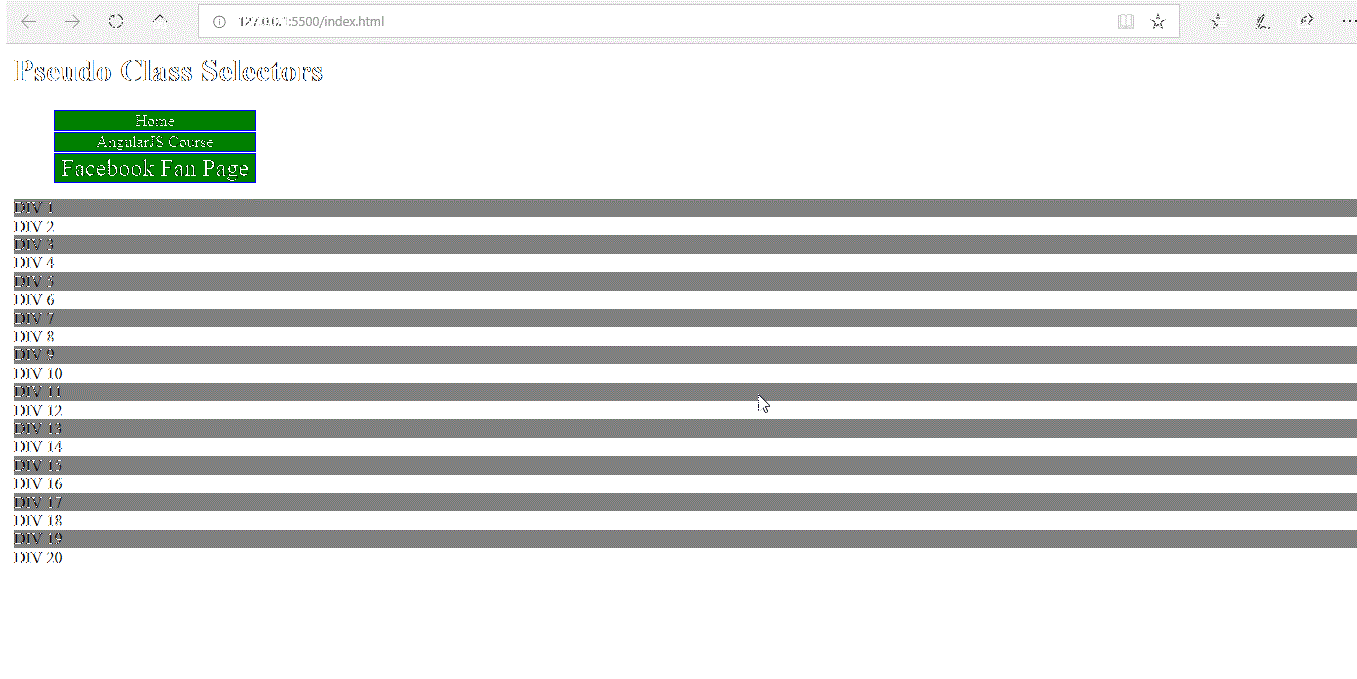 127.0.0.1:5500/index.html
Pseudo Class Selectors
Home
AngularJS Course
Facebook Fan Page
DIV 1
DIV 2
DIV 3
DIV 4
DIV 5
DIV 6
DIV 7
DIV 8
DIV 9
DIV 10
DIV 11
DIV 12
DIV 13
DIV 14
DIV 15
DIV 16
DIV 17
DIV 18
DIV 19
DIV 20